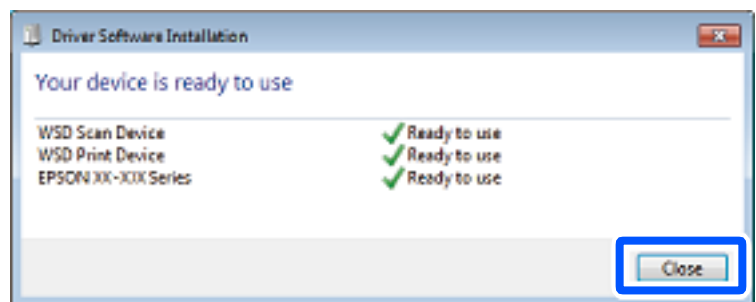 Driver Software Installation
Your device is ready to use
WSD Scan Device Ready to use
WSD Print Device Ready to use
EPSON XX-XXX Series Ready to use
Close